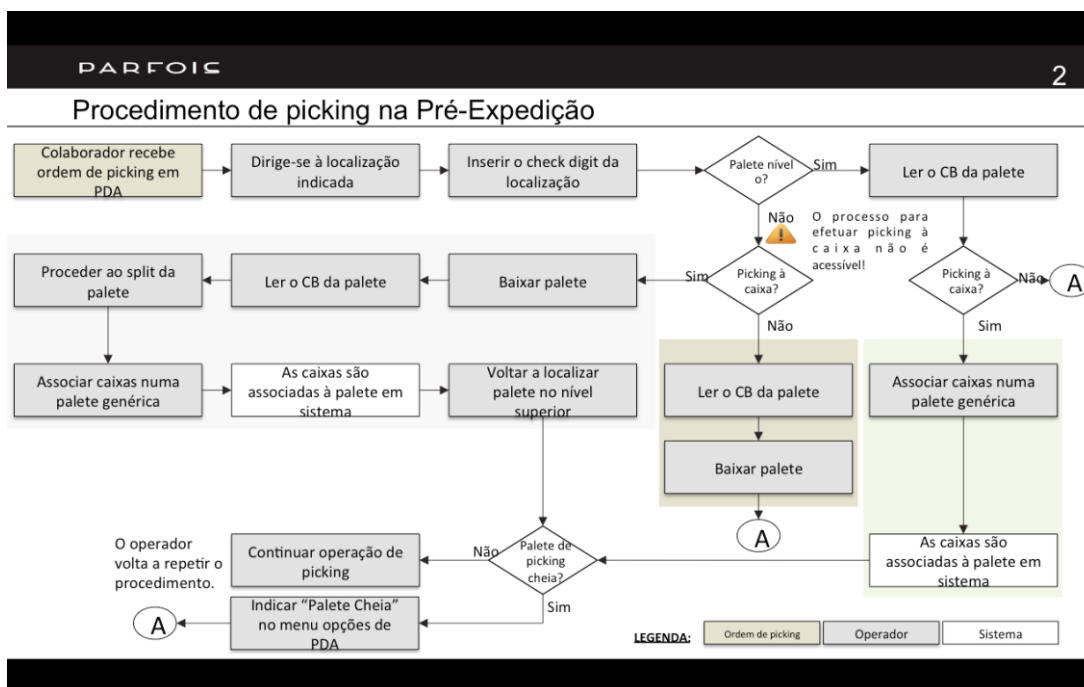 PARFOIS
2
Procedimento de picking na Pré-Expedição
Colaborador recebe
ordem de picking em
PDA
Dirige-se à localização
indicada
Inserir o check digit da
localização
Palete nível
o?
Sim
Ler o CB da palete
Não
O processo para
efetuar picking à
caixa não é
acessível!
Proceder ao split da
palete
Ler o CB da palete
Baixar palete
Sim
Picking à
caixa?
Picking à
caixa?
Não
A
Não
Sim
Associar caixas numa
palete genérica
As caixas são
associadas à palete em
sistema
Voltar a localizar
palete no nível
superior
Ler o CB da palete
Associar caixas numa
palete genérica
Baixar palete
A
O operador
volta a repetir o
procedimento.
Continuar operação de
picking
Não
Palete de
picking
cheia?
As caixas são
associadas à palete em
sistema
Sim
A
Indicar “Palete Cheia”
no menu opções de
PDA
LEGENDA:
Ordem de picking
Operador
Sistema